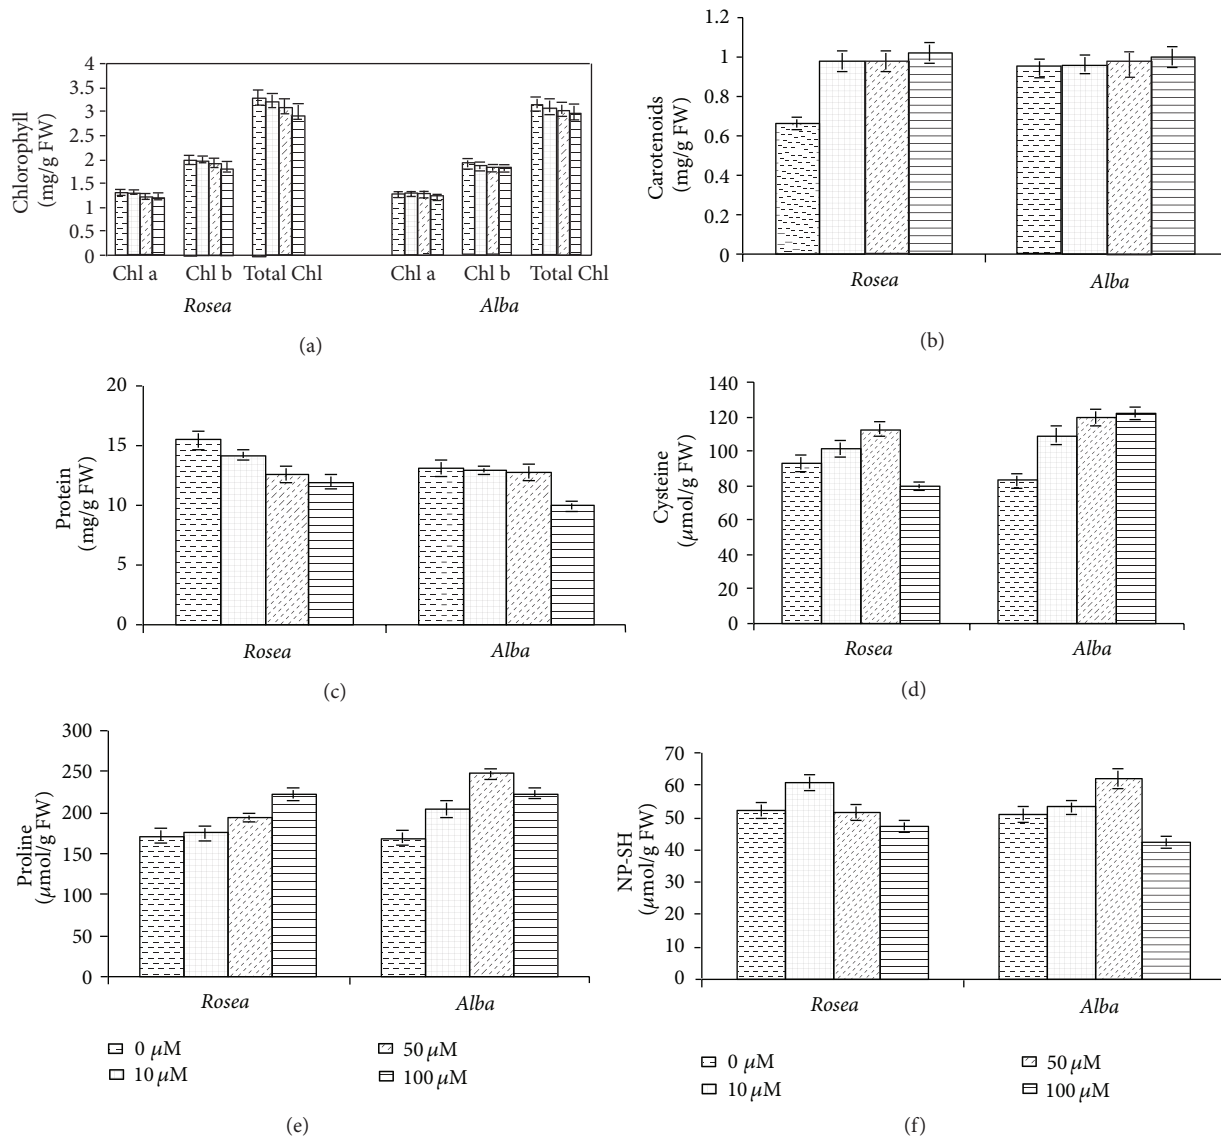 Chlorophyll
(mg/g FW)
4
3.5
3
2.5
2
1.5
1
0.5
0
Chl a Chl b Total Chl Chl a Chl b Total Chl
Rosea Alba
(a)
Carotenoids
(mg/g FW)
1.2
1
0.8
0.6
0.4
0.2
0
Rosea Alba
(b)
Protein
(mg/g FW)
20
15
10
5
0
Rosea Alba
(c)
Cysteine
(µmol/g FW)
140
120
100
80
60
40
20
0
Rosea Alba
(d)
Proline
(µmol/g FW)
300
250
200
150
100
50
0
Rosea Alba
0 µM 50 µM
10 µM 100 µM
(e)
NP-SH
(µmol/g FW)
70
60
50
40
30
20
10
0
Rosea Alba
0 µM 50 µM
10 µM 100 µM
(f)